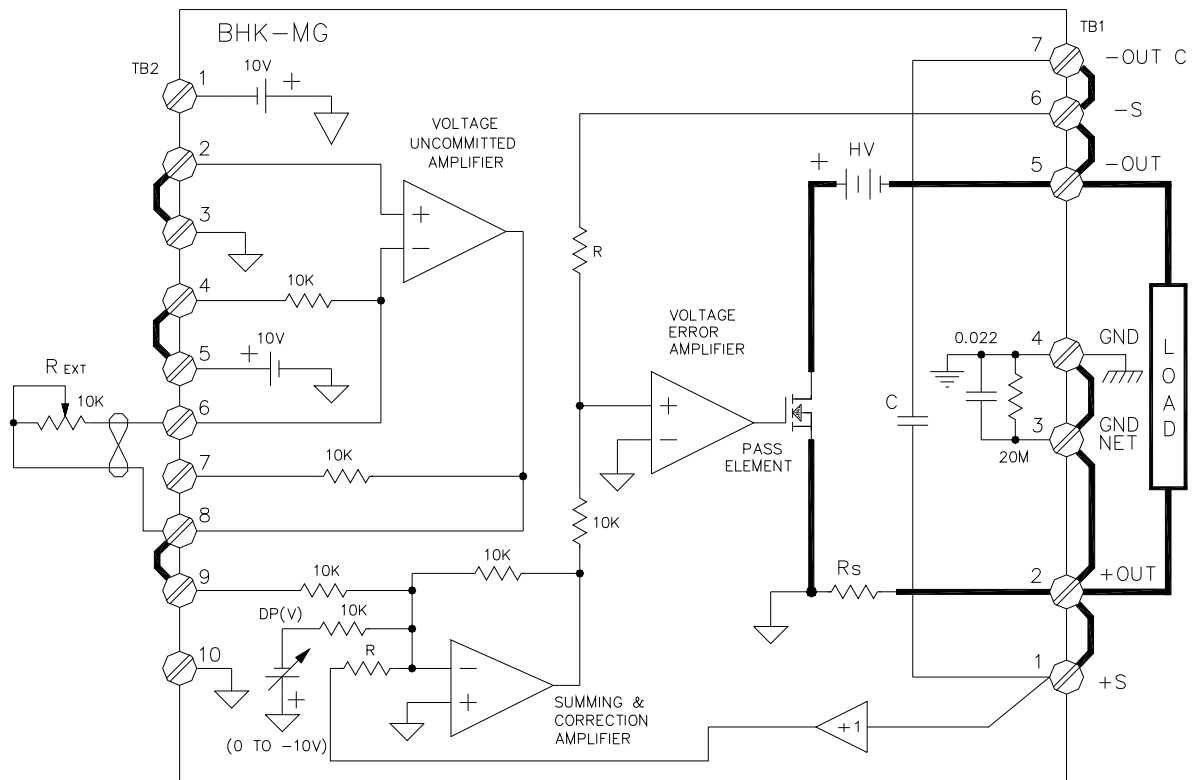 BHK-MG
TB2
TB1
1
10V
+
2
3
4
10K
5
+
10V
R EXT
10K
6
7
10K
8
9
10K
10K
10
DP(V)
10K
R
+
(0 TO -10V)
VOLTAGE
UNCOMMITTED
AMPLIFIER
+
−
−
+
SUMMING &
CORRECTION
AMPLIFIER
R
10K
VOLTAGE
ERROR
AMPLIFIER
+
−
PASS
ELEMENT
+
HV
C
Rs
+1
0.022
20M
7
-OUT C
6
-S
5
-OUT
4
GND
3
GND
NET
2
+OUT
1
+S
LOAD